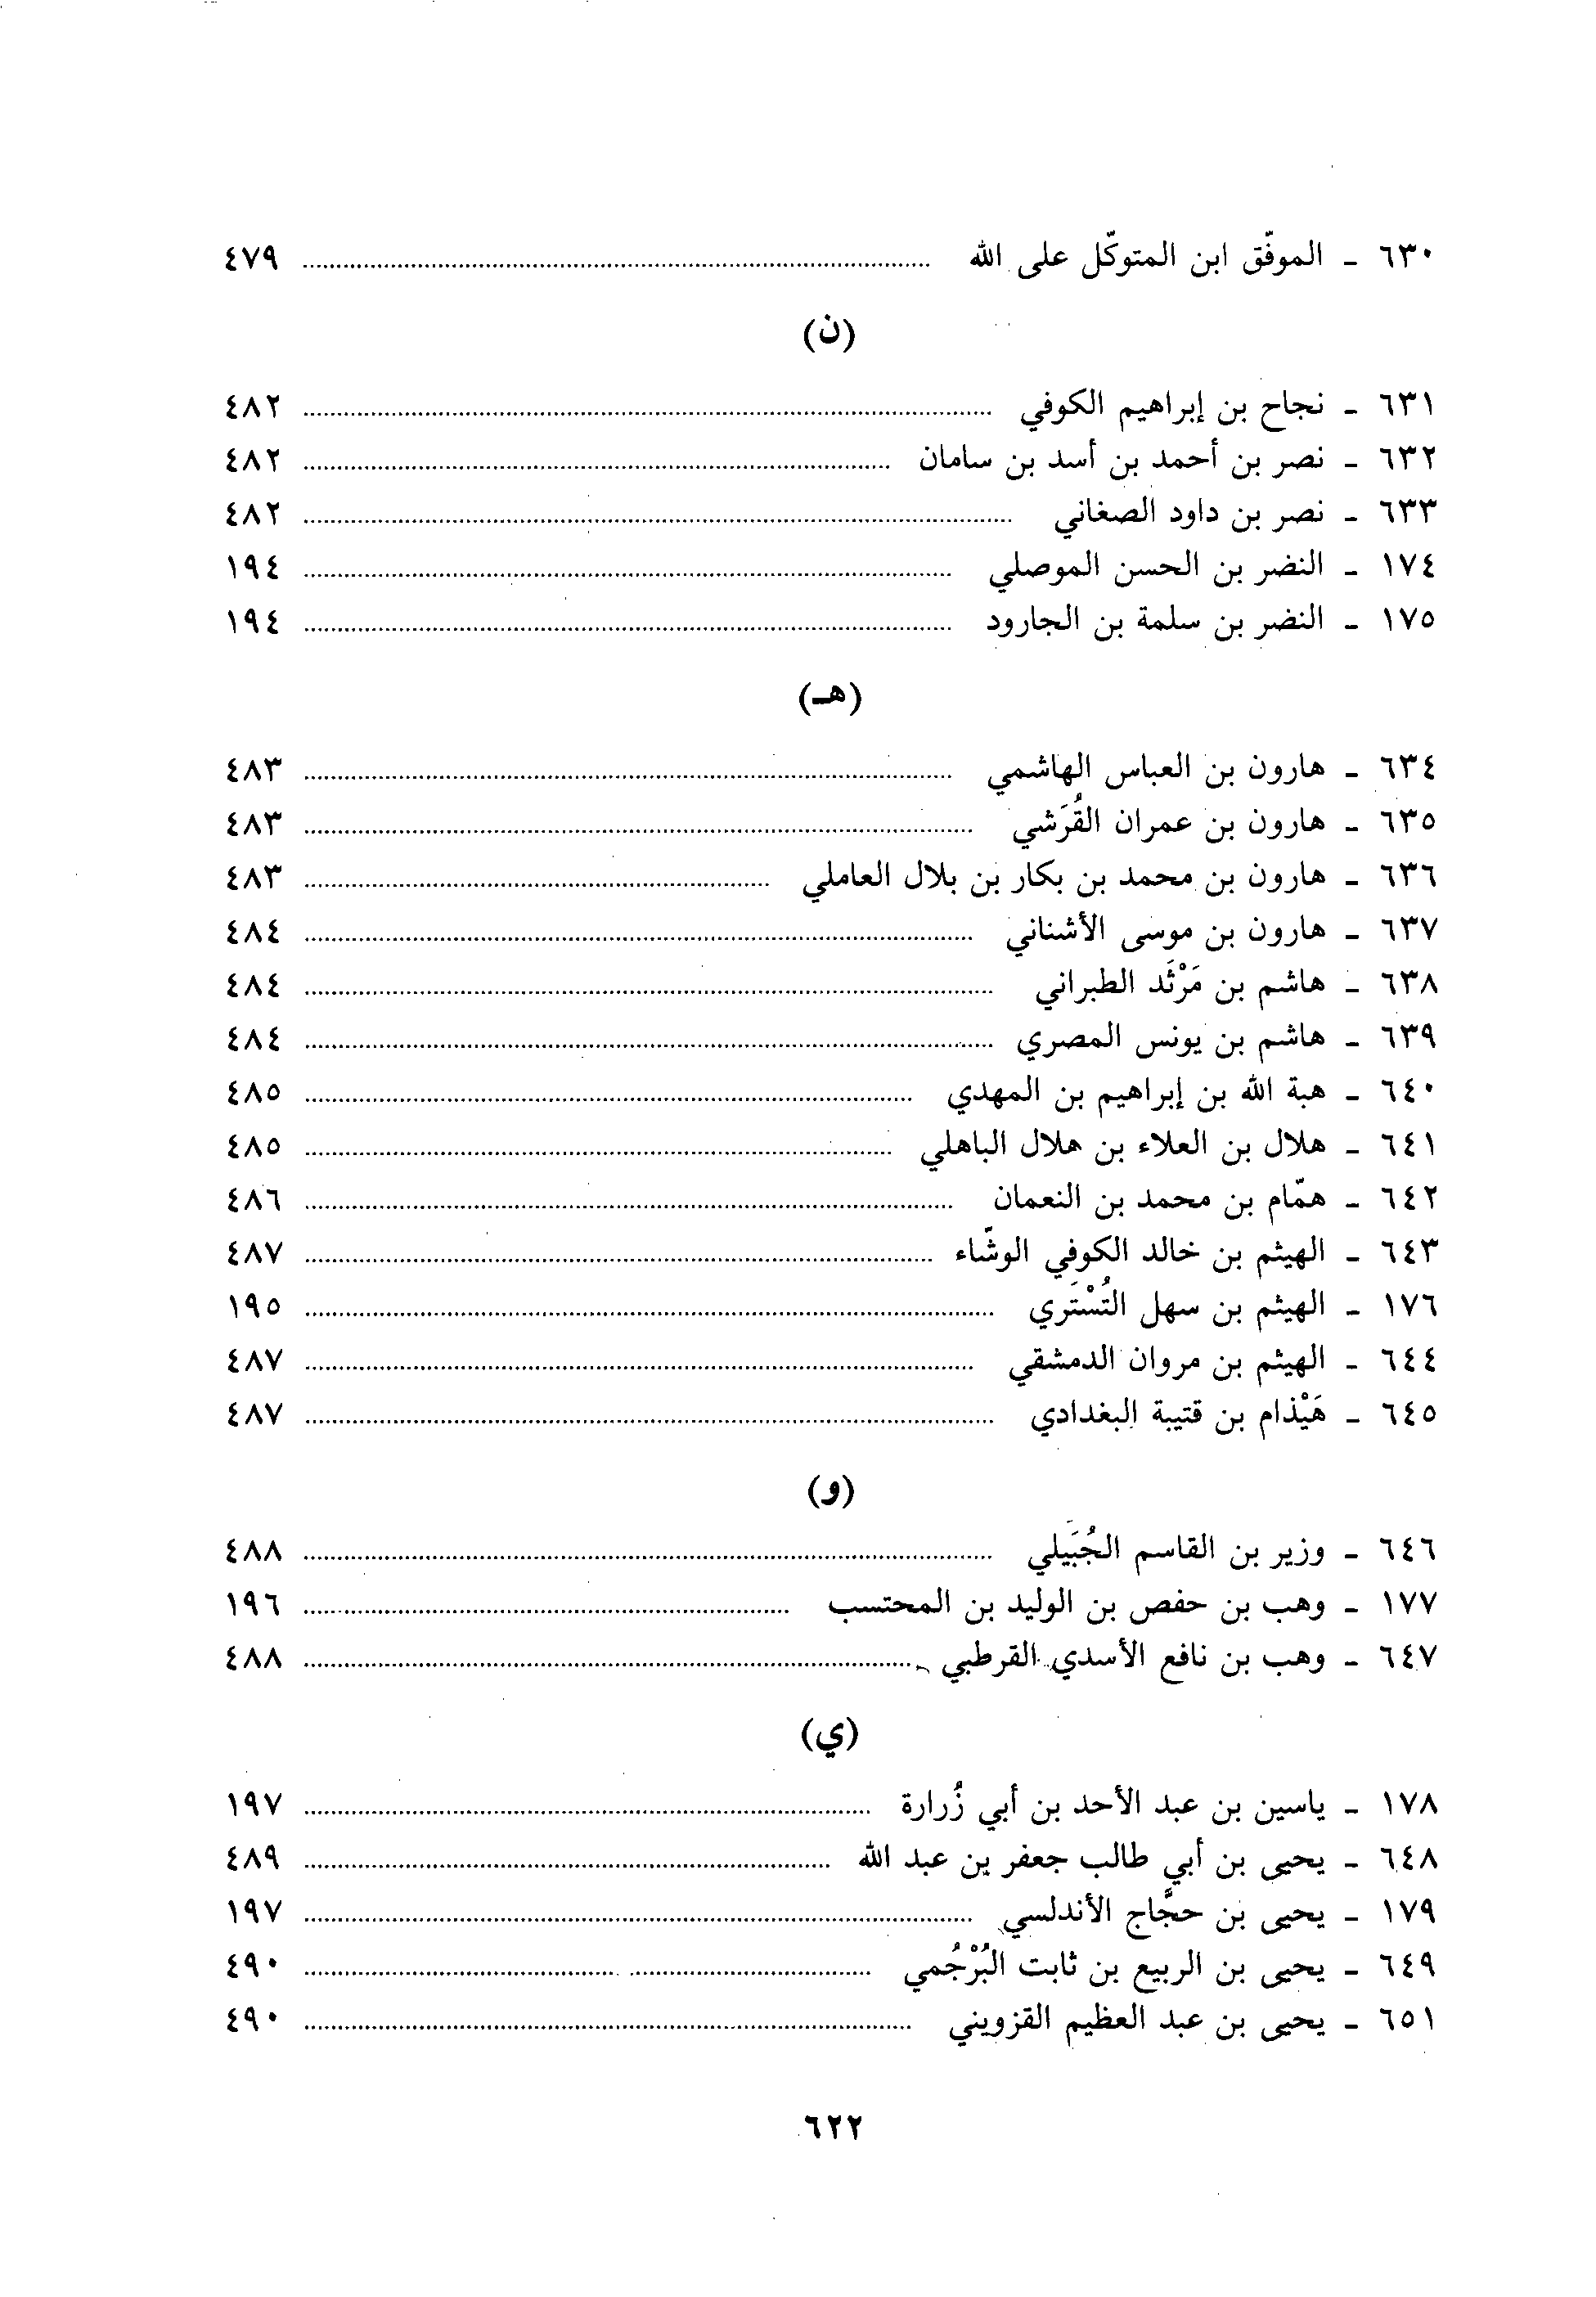 ٦٣٠ - الموفّق ابن المتوكّل على الله ........ ٤٧٩
(ن)
٦٣١ - نجاح بن إبراهيم الكوفي ........ ٤٨٢
٦٣٢ - نصر بن أحمد بن أسد بن سامان ........ ٤٨٢
٦٣٣ - نصر بن داود الصغاني ........ ٤٨٢
١٧٤ - النضر بن الحسن الموصلي ........ ١٩٤
١٧٥ - النضر بن سلمة بن الجارود ........ ١٩٤
(هـ)
٦٣٤ - هارون بن العباس الهاشمي ........ ٤٨٣
٦٣٥ - هارون بن عمران القُرَشي ........ ٤٨٣
٦٣٦ - هارون بن محمد بن بكار بن بلال العاملي ........ ٤٨٣
٦٣٧ - هارون بن موسى الأشناني ........ ٤٨٤
٦٣٨ - هاشم بن مَرْثَد الطبراني ........ ٤٨٤
٦٣٩ - هاشم بن يونس المصري ........ ٤٨٤
٦٤٠ - هبة الله بن إبراهيم بن المهدي ........ ٤٨٥
٦٤١ - هلال بن العلاء بن هلال الباهلي ........ ٤٨٥
٦٤٢ - همّام بن محمد بن النعمان ........ ٤٨٦
٦٤٣ - الهيثم بن خالد الكوفي الوشّاء ........ ٤٨٧
١٧٦ - الهيثم بن سهل التُسْتَري ........ ١٩٥
٦٤٤ - الهيثم بن مروان الدمشقي ........ ٤٨٧
٦٤٥ - هَيْذام بن قتيبة البغدادي ........ ٤٨٧
(و)
٦٤٦ - وزير بن القاسم الجُبَيلي ........ ٤٨٨
١٧٧ - وهب بن حفص بن الوليد بن المحتسب ........ ١٩٦
٦٤٧ - وهب بن نافع الأسدي القرطبي ........ ٤٨٨
(ي)
١٧٨ - ياسين بن عبد الأحد بن أبي زُرارة ........ ١٩٧
٦٤٨ - يحيى بن أبي طالب جعفر بن عبد الله ........ ٤٨٩
١٧٩ - يحيى بن حجَّاج الأندلسي ........ ١٩٧
٦٤٩ - يحيى بن الربيع بن ثابت البُرْجُمي ........ ٤٩٠
٦٥١ - يحيى بن عبد العظيم القزويني ........ ٤٩٠
٦٢٢